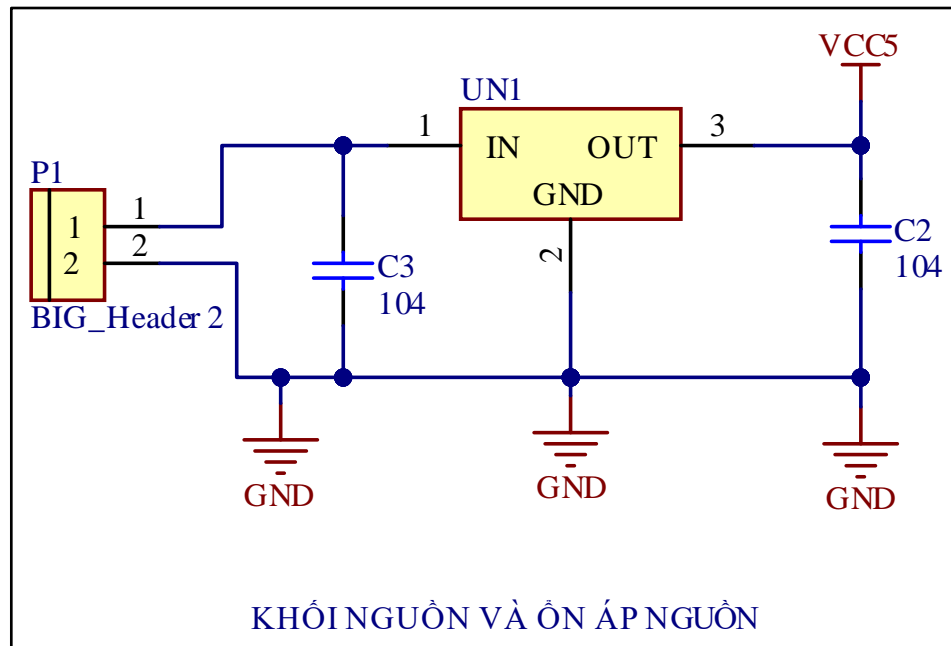 VCC5
UN1
1
IN
OUT
3
GND
2
P1
1
2
1
2
BIG_Header 2
C3
104
C2
104
GND
GND
GND
KHỐI NGUỒN VÀ ỔN ÁP NGUỒN